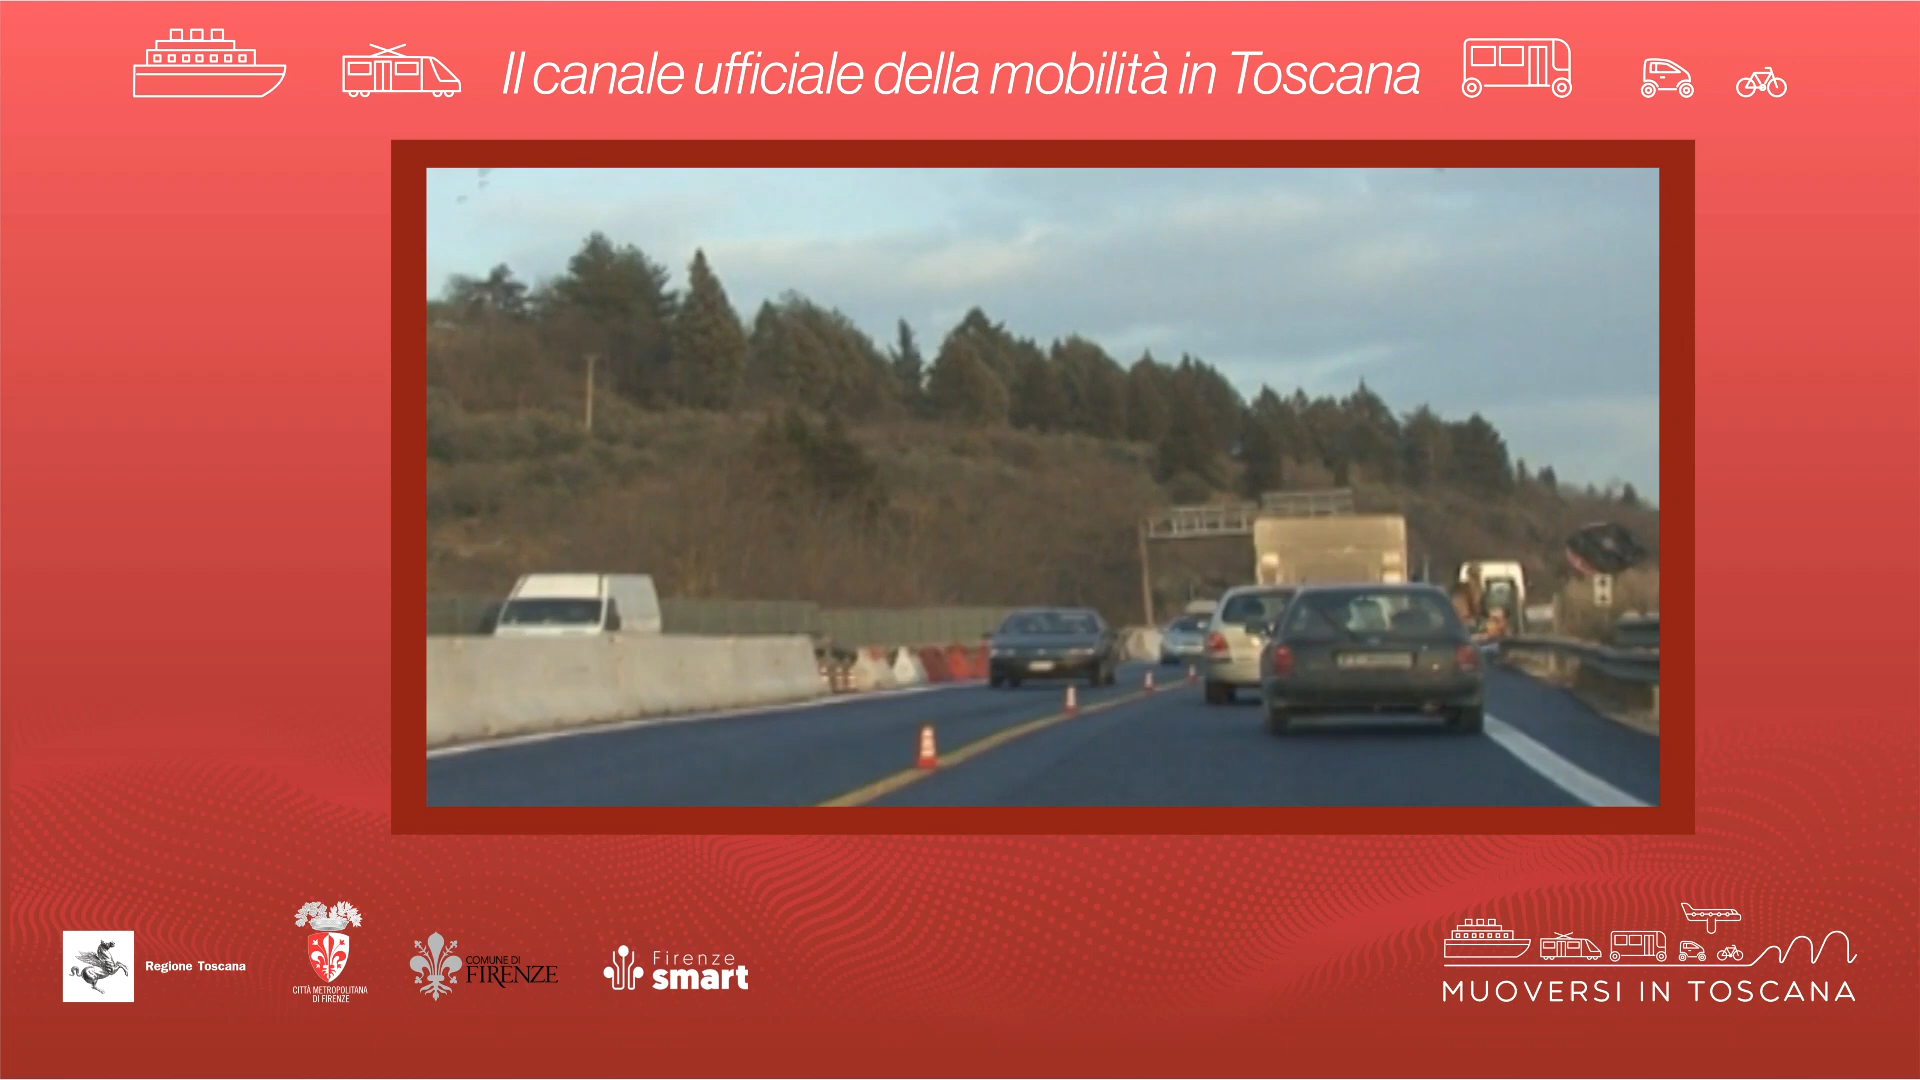 Il canale ufficiale della mobilità in Toscana
Regione Toscana
CITTÀ METROPOLITANA
DI FIRENZE
COMUNE DI
FIRENZE
Firenze
smart
MUOVERSI IN TOSCANA